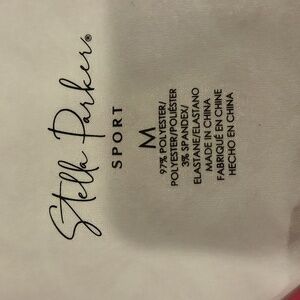 Stella Parker®
SPORT
M
97% POLYESTER/
POLYESTER/POLIÉSTER
3% SPANDEX/
ELASTANE/ELASTANO
MADE IN CHINA
FABRIQUÉ EN CHINE
HECHO EN CHINA